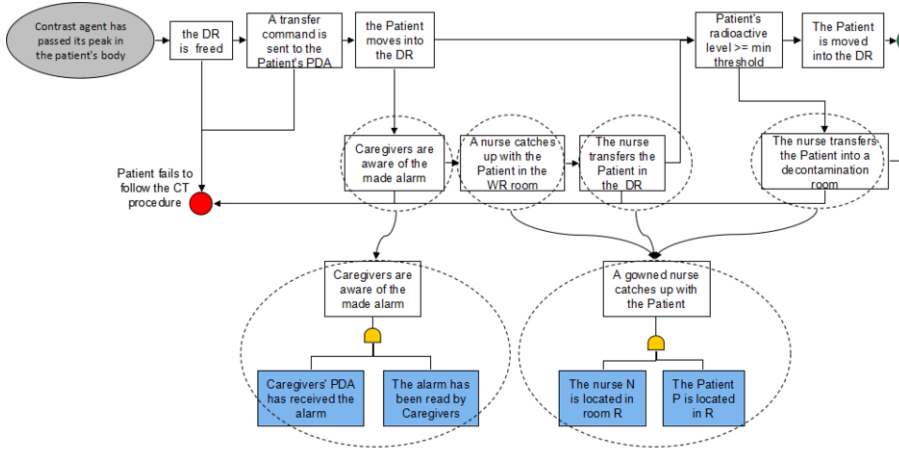 Contrast agent has
passed its peak in
the patient's body
the DR
is freed
A transfer
command is
sent to the
Patient's PDA
the Patient
moves into
the DR
Patient's
radioactive
level >= min
threshold
The Patient
is moved
into the DR
Caregivers are
aware of the
made alarm
A nurse catches
up with the
Patient in the
WR room
The nurse
transfers the
Patient in the
DR
The nurse transfers
the Patient into a
decontamination
room
Patient fails to
follow the CT
procedure
Caregivers are
aware of the
made alarm
A gowned nurse
catches up with
the Patient
Caregivers' PDA
has received the
alarm
The alarm has
been read by
Caregivers
The nurse N
is located in
room R
The Patient
P is located
in R